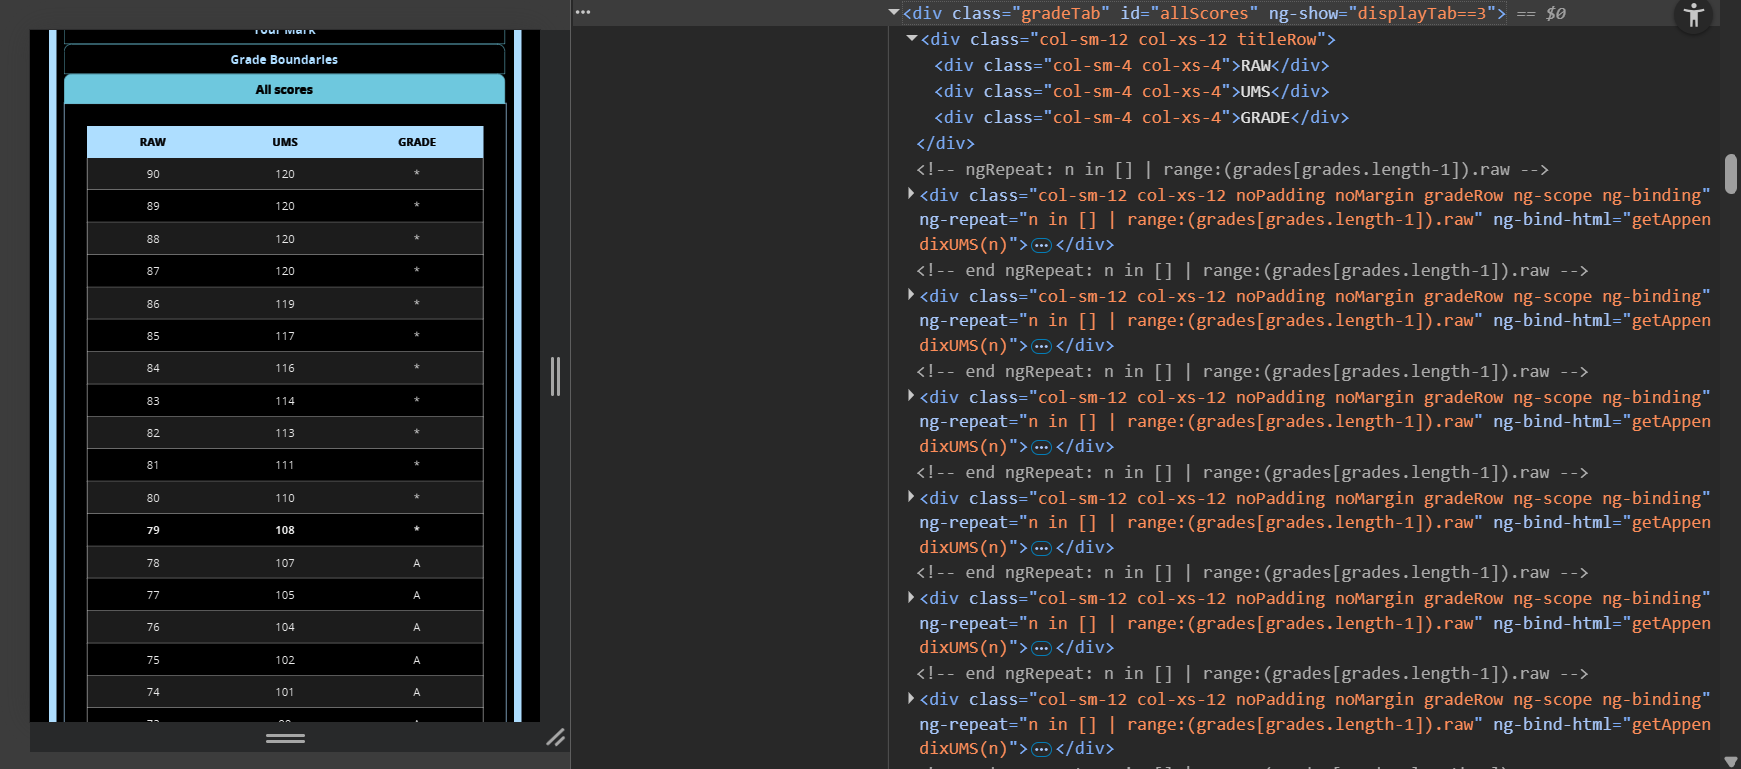 Your Mark
Grade Boundaries
All scores
RAW UMS GRADE
90 120 *
89 120 *
88 120 *
87 120 *
86 119 *
85 117 *
84 116 *
83 114 *
82 113 *
81 111 *
80 110 *
79 108 *
78 107 A
77 105 A
76 104 A
75 102 A
74 101 A
<div class="gradeTab" id="allScores" ng-show="displayTab==3"> == $0
<div class="col-sm-12 col-xs-12 titleRow">
<div class="col-sm-4 col-xs-4">RAW</div>
<div class="col-sm-4 col-xs-4">UMS</div>
<div class="col-sm-4 col-xs-4">GRADE</div>
</div>
<!-- ngRepeat: n in [] | range:(grades[grades.length-1]).raw -->
<div class="col-sm-12 col-xs-12 noPadding noMargin gradeRow ng-scope ng-binding"
ng-repeat="n in [] | range:(grades[grades.length-1]).raw" ng-bind-html="getAppen
dixUMS(n)">…</div>
<!-- end ngRepeat: n in [] | range:(grades[grades.length-1]).raw -->
<div class="col-sm-12 col-xs-12 noPadding noMargin gradeRow ng-scope ng-binding"
ng-repeat="n in [] | range:(grades[grades.length-1]).raw" ng-bind-html="getAppen
dixUMS(n)">…</div>
<!-- end ngRepeat: n in [] | range:(grades[grades.length-1]).raw -->
<div class="col-sm-12 col-xs-12 noPadding noMargin gradeRow ng-scope ng-binding"
ng-repeat="n in [] | range:(grades[grades.length-1]).raw" ng-bind-html="getAppen
dixUMS(n)">…</div>
<!-- end ngRepeat: n in [] | range:(grades[grades.length-1]).raw -->
<div class="col-sm-12 col-xs-12 noPadding noMargin gradeRow ng-scope ng-binding"
ng-repeat="n in [] | range:(grades[grades.length-1]).raw" ng-bind-html="getAppen
dixUMS(n)">…</div>
<!-- end ngRepeat: n in [] | range:(grades[grades.length-1]).raw -->
<div class="col-sm-12 col-xs-12 noPadding noMargin gradeRow ng-scope ng-binding"
ng-repeat="n in [] | range:(grades[grades.length-1]).raw" ng-bind-html="getAppen
dixUMS(n)">…</div>
<!-- end ngRepeat: n in [] | range:(grades[grades.length-1]).raw -->
<div class="col-sm-12 col-xs-12 noPadding noMargin gradeRow ng-scope ng-binding"
ng-repeat="n in [] | range:(grades[grades.length-1]).raw" ng-bind-html="getAppen
dixUMS(n)">…</div>